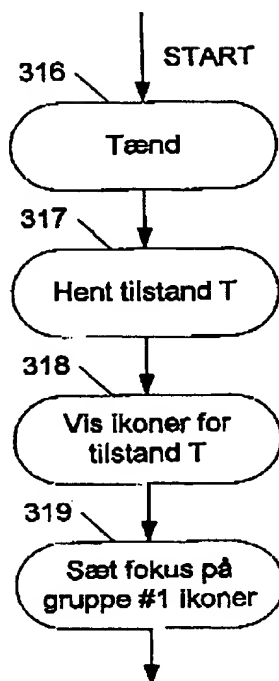 START
316
Tænd
317
Hent tilstand T
318
Vis ikoner for
tilstand T
319
Sæt fokus på
gruppe #1 ikoner